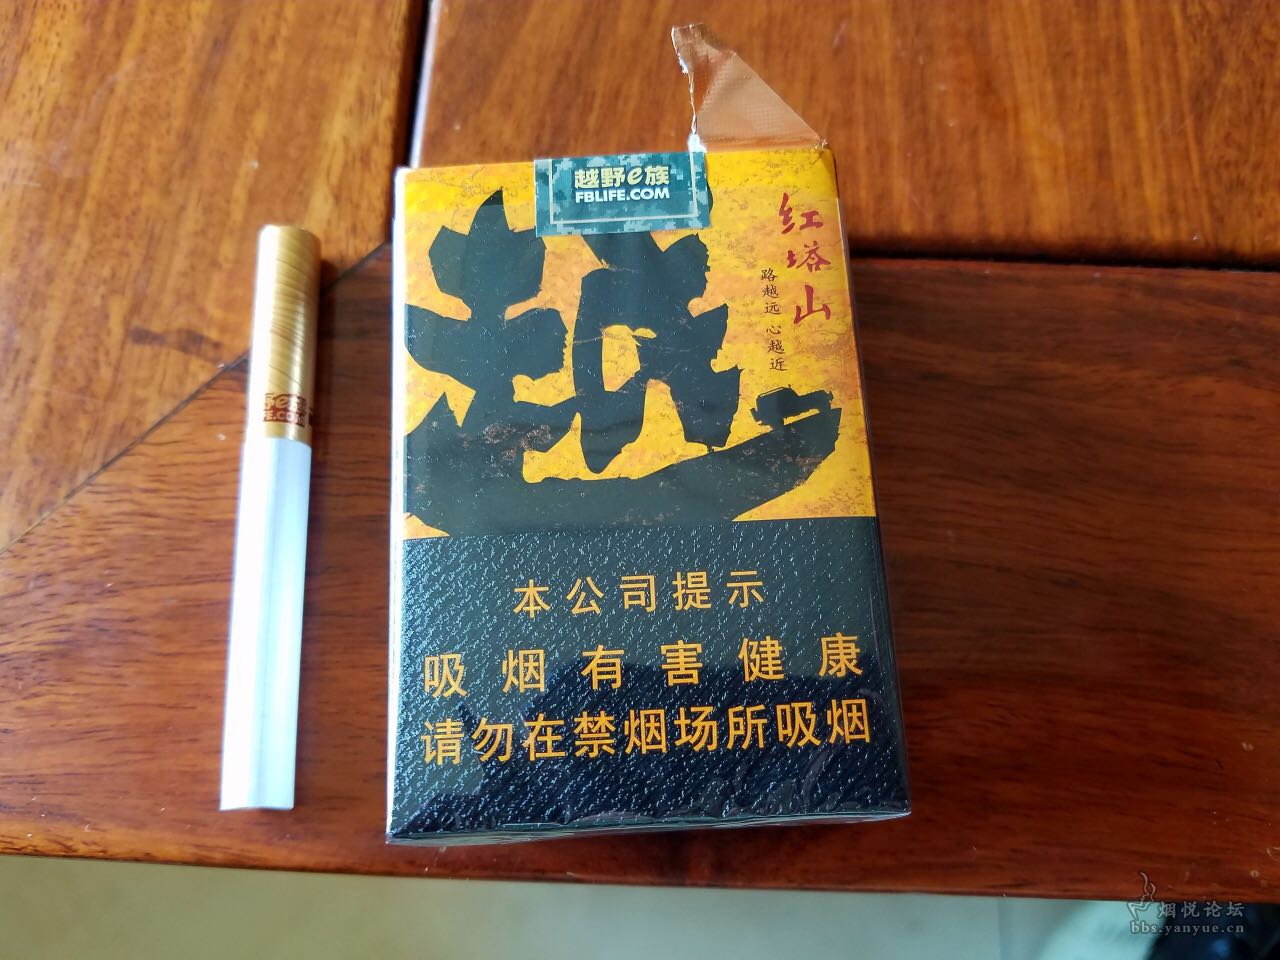 越野e族
FBLIFE.COM
红塔山
路越远 心越近
越
本公司提示
吸烟有害健康
请勿在禁烟场所吸烟
E.COM
烟悦论坛
bbs.yanyue.cn